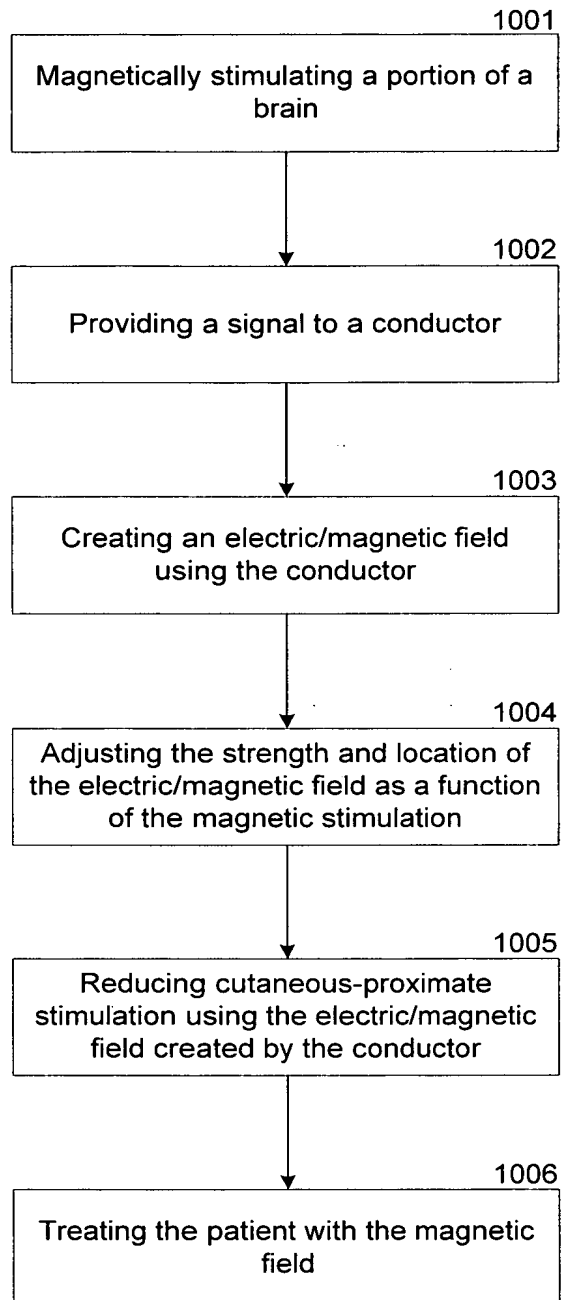 1001
Magnetically stimulating a portion of a
brain
1002
Providing a signal to a conductor
1003
Creating an electric/magnetic field
using the conductor
1004
Adjusting the strength and location of
the electric/magnetic field as a function
of the magnetic stimulation
1005
Reducing cutaneous-proximate
stimulation using the electric/magnetic
field created by the conductor
1006
Treating the patient with the magnetic
field